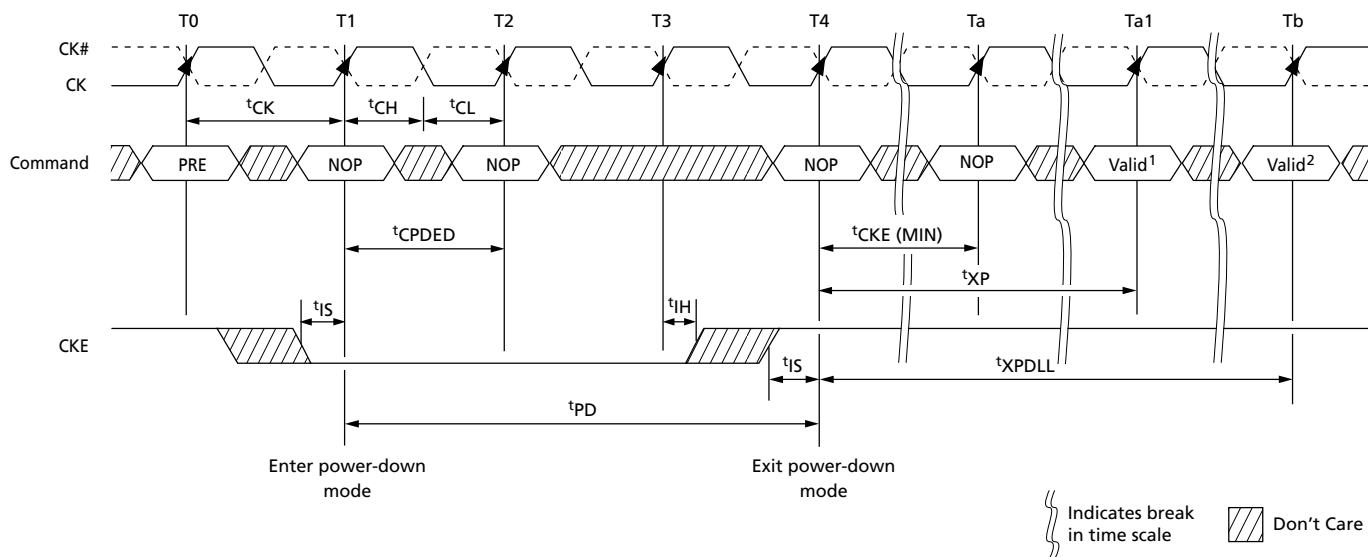 T0 T1 T2 T3 T4 Ta Ta1 Tb
CK#
CK
tCK tCH tCL
Command PRE NOP NOP NOP NOP Valid1 Valid2
tCPDED tCKE (MIN)
tXP
tIS tIH
CKE
tIS tXPDLL
tPD
Enter power-down
mode
Exit power-down
mode
Indicates break
in time scale
Don't Care